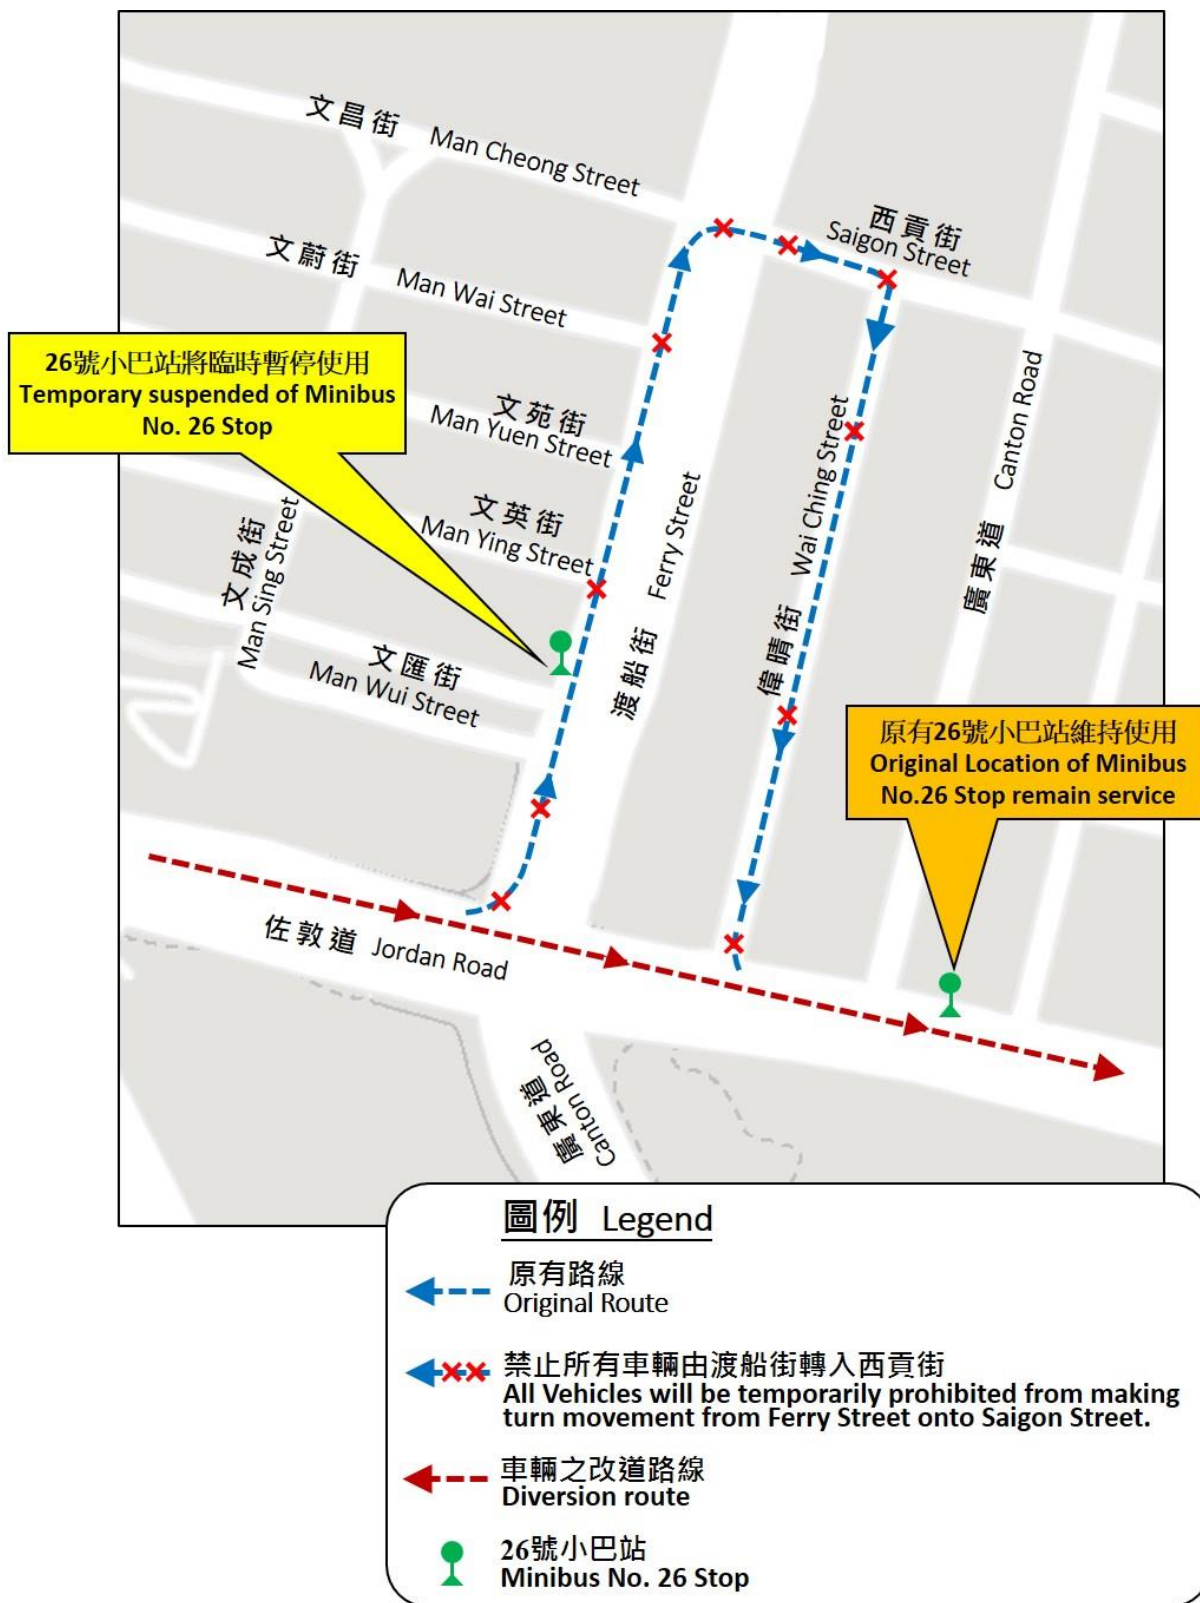 文昌街 Man Cheong Street
西貢街
Saigon Street
文蔚街 Man Wai Street
26號小巴站將臨時暫停使用
Temporary suspended of Minibus
No. 26 Stop
文苑街
Man Yuen Street
文英街
Man Ying Street
文成街
Man Sing Street
文匯街
Man Wui Street
渡船街 Ferry Street
偉晴街 Wai Ching Street
廣東道 Canton Road
原有26號小巴站維持使用
Original Location of Minibus
No.26 Stop remain service
佐敦道 Jordan Road
廣東道
Canton Road
圖例 Legend
原有路線
Original Route
禁止所有車輛由渡船街轉入西貢街
All Vehicles will be temporarily prohibited from making
turn movement from Ferry Street onto Saigon Street.
車輛之改道路線
Diversion route
26號小巴站
Minibus No. 26 Stop